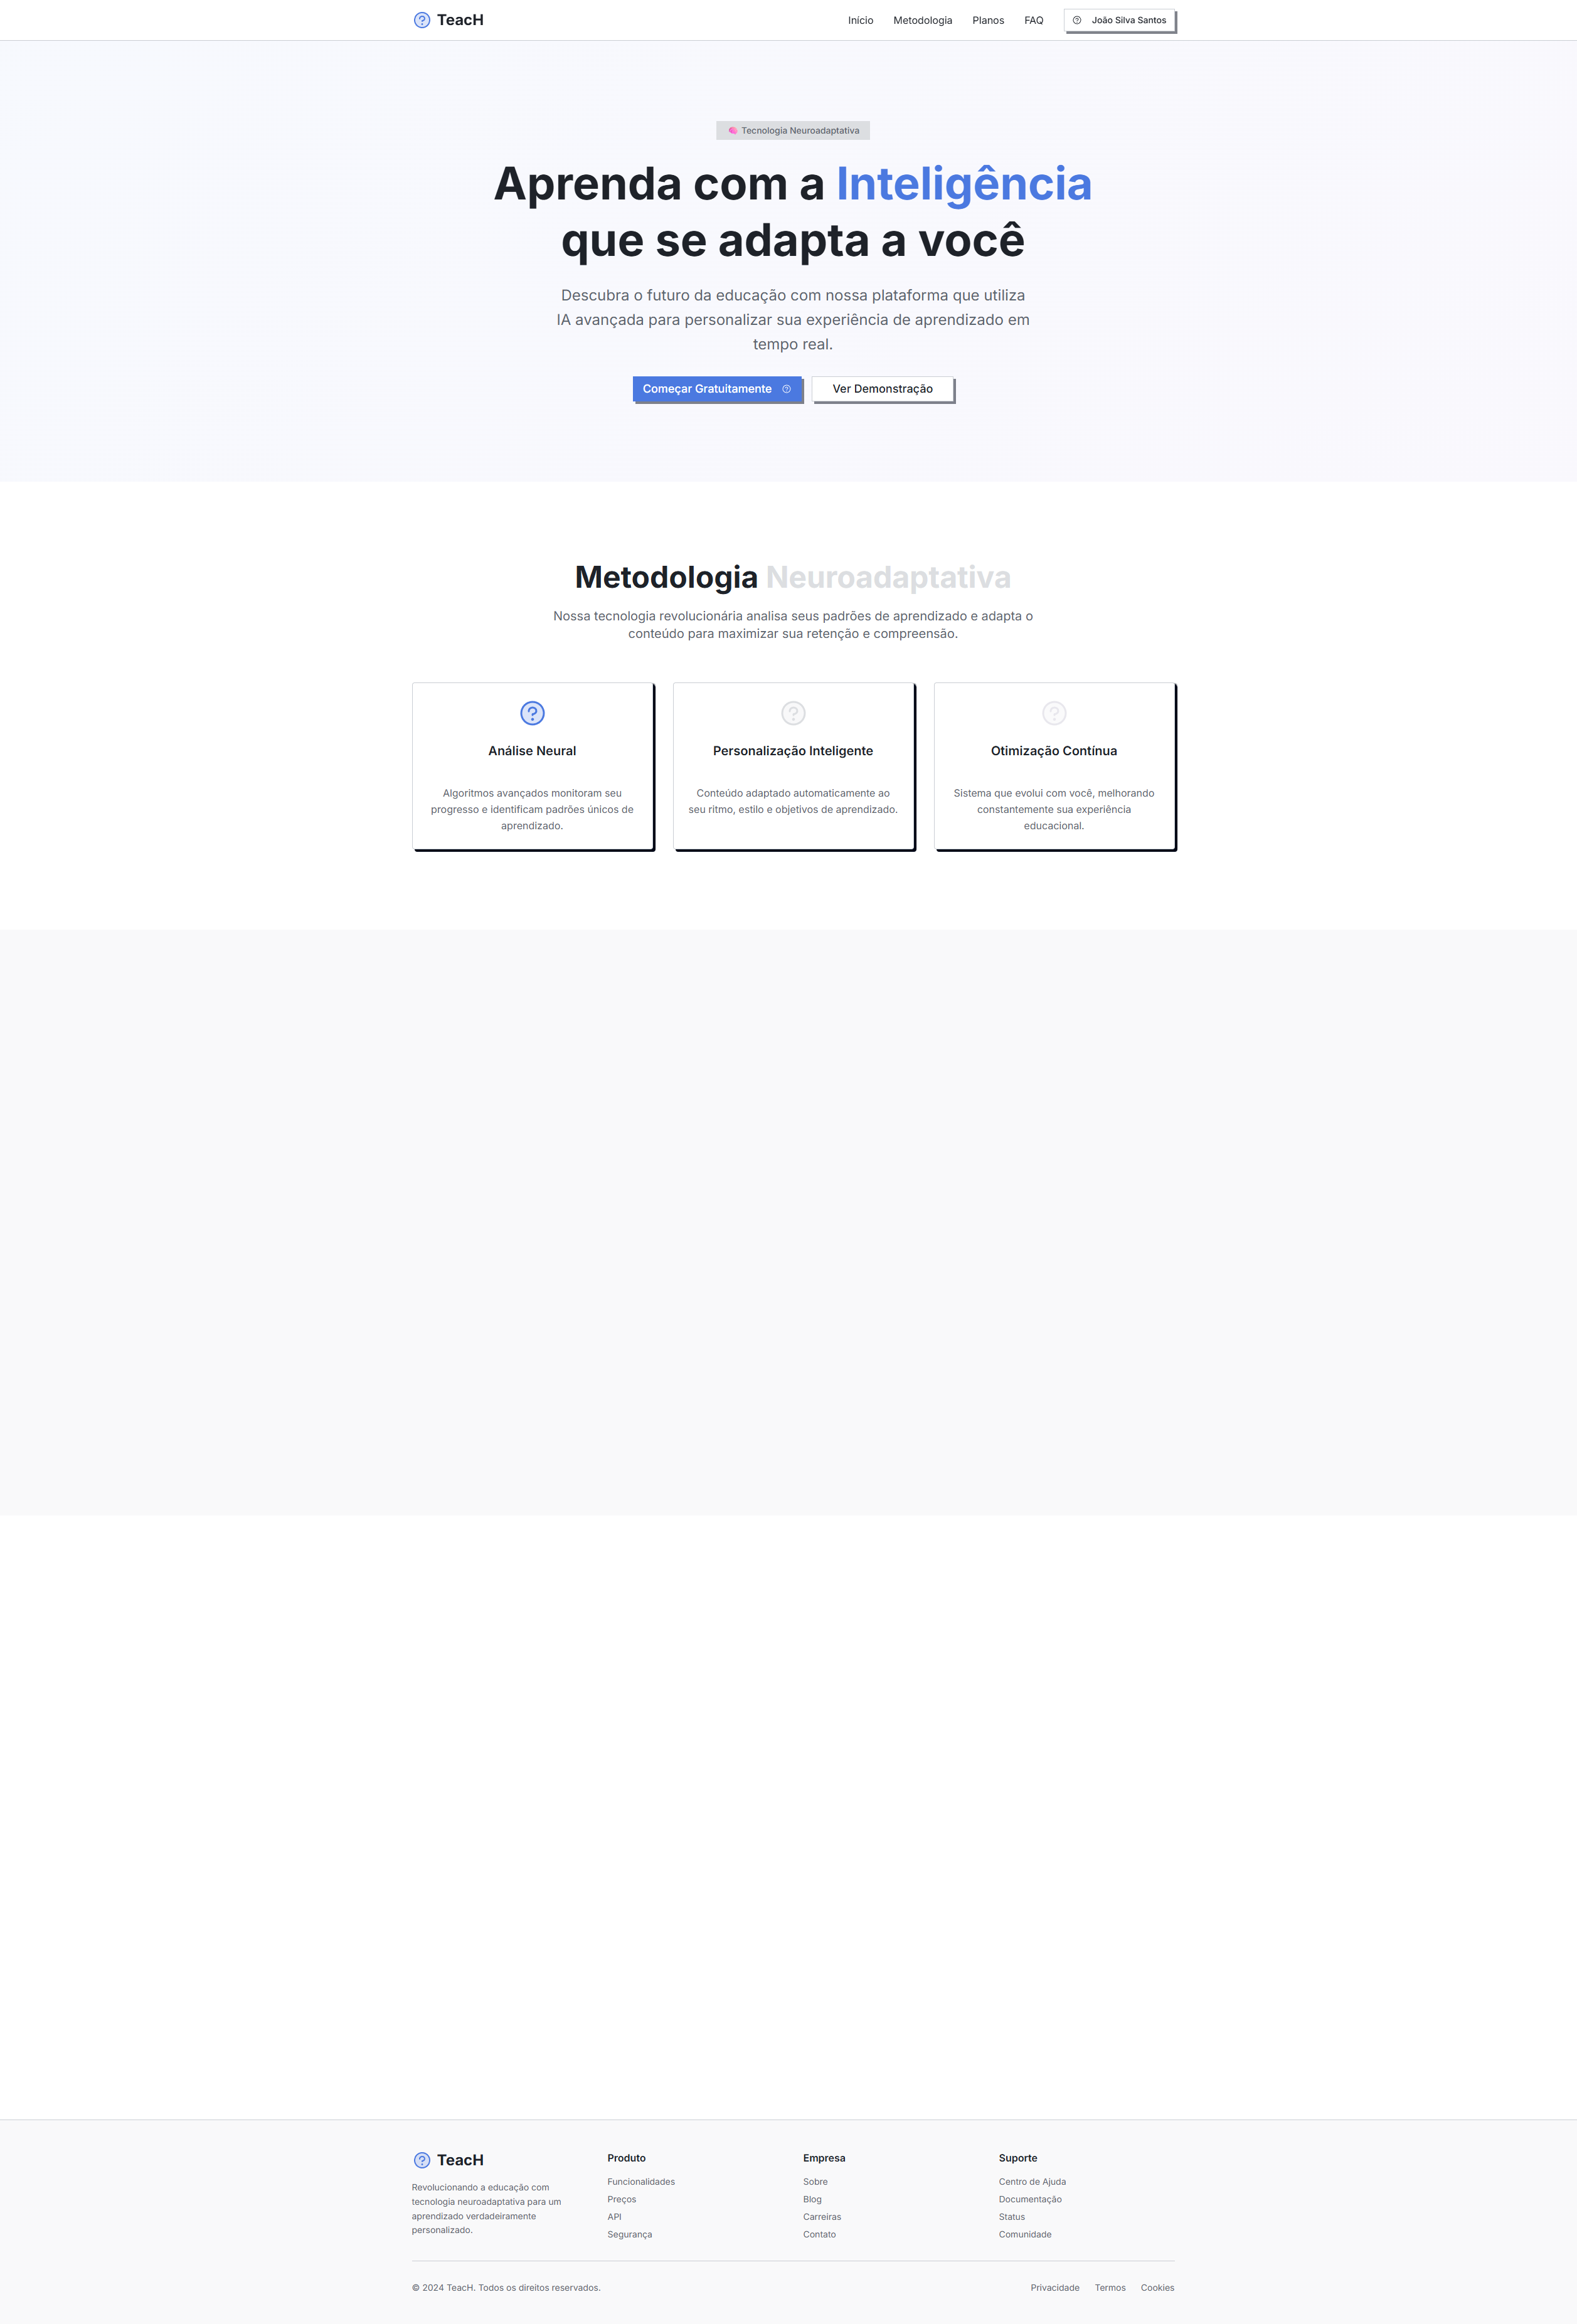 TeacH
Início
Metodologia
Planos
FAQ
João Silva Santos
🧠 Tecnologia Neuroadaptativa
Aprenda com a Inteligência
que se adapta a você
Descubra o futuro da educação com nossa plataforma que utiliza
IA avançada para personalizar sua experiência de aprendizado em
tempo real.
Começar Gratuitamente
Ver Demonstração
Metodologia Neuroadaptativa
Nossa tecnologia revolucionária analisa seus padrões de aprendizado e adapta o
conteúdo para maximizar sua retenção e compreensão.
Análise Neural
Algoritmos avançados monitoram seu
progresso e identificam padrões únicos de
aprendizado.
Personalização Inteligente
Conteúdo adaptado automaticamente ao
seu ritmo, estilo e objetivos de aprendizado.
Otimização Contínua
Sistema que evolui com você, melhorando
constantemente sua experiência
educacional.
TeacH
Revolucionando a educação com
tecnologia neuroadaptativa para um
aprendizado verdadeiramente
personalizado.
Produto
Funcionalidades
Preços
API
Segurança
Empresa
Sobre
Blog
Carreiras
Contato
Suporte
Centro de Ajuda
Documentação
Status
Comunidade
© 2024 TeacH. Todos os direitos reservados.
Privacidade
Termos
Cookies